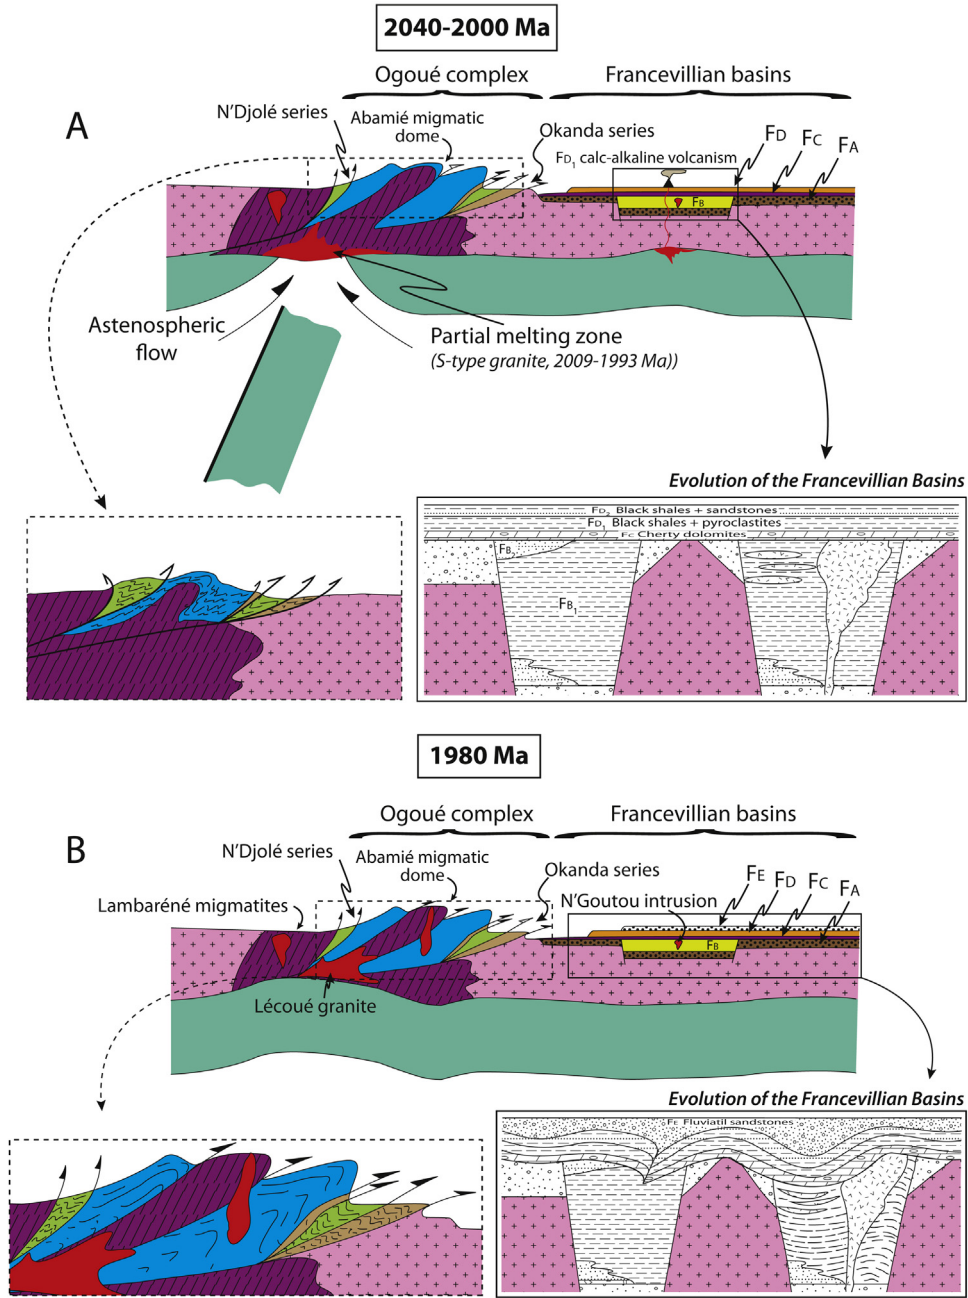 2040-2000 Ma
Ogoué complex
Francevillian basins
A
N'Djolé series
Abamié migmatic
dome
Okanda series
FD
FC
FA
FD1 calc-alkaline volcanism
FB
Astenospheric
flow
Partial melting zone
(S-type granite, 2009-1993 Ma))
Evolution of the Francevillian Basins
FD2 Black shales + sandstones
FD1 Black shales + pyroclastites
FC Cherty dolomites
FB2
FB1
1980 Ma
Ogoué complex
Francevillian basins
B
N'Djolé series
Abamié migmatic
dome
Okanda series
FE
FD
FC
FA
N'Goutou intrusion
Lambaréné migmatites
FB
Lécoué granite
Evolution of the Francevillian Basins
FE Fluviatil sandstones